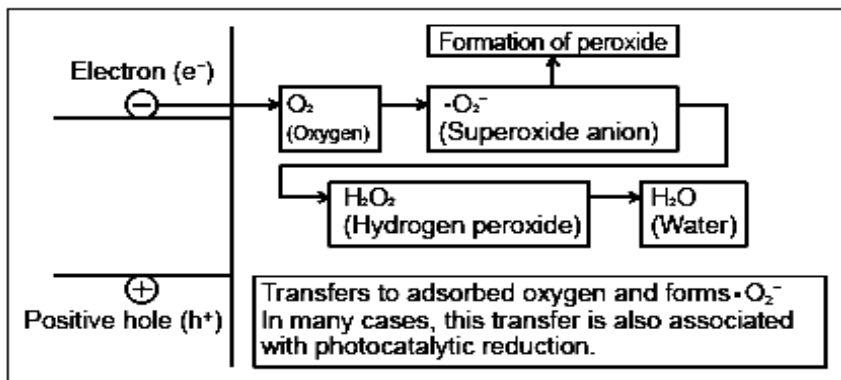 Formation of peroxide
Electron (e⁻)
O₂
(Oxygen)
·O₂⁻
(Superoxide anion)
H₂O₂
(Hydrogen peroxide)
H₂O
(Water)
Positive hole (h⁺)
Transfers to adsorbed oxygen and forms·O₂⁻
In many cases, this transfer is also associated
with photocatalytic reduction.